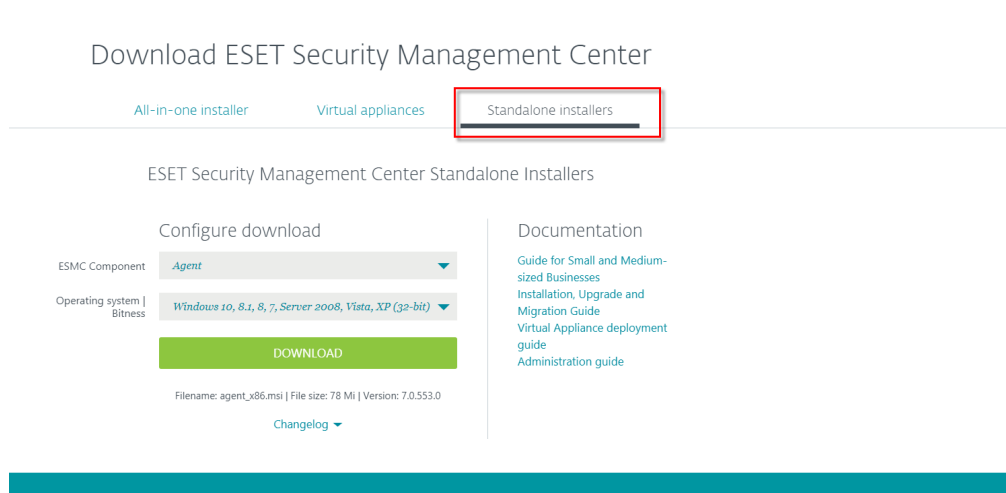 Download ESET Security Management Center
All-in-one installer
Virtual appliances
Standalone installers
ESET Security Management Center Standalone Installers
Configure download
ESMC Component
Agent
Operating system |
Bitness
Windows 10, 8.1, 8, 7, Server 2008, Vista, XP (32-bit)
DOWNLOAD
Filename: agent_x86.msi | File size: 78 Mi | Version: 7.0.553.0
Changelog
Documentation
Guide for Small and Medium-
sized Businesses
Installation, Upgrade and
Migration Guide
Virtual Appliance deployment
guide
Administration guide